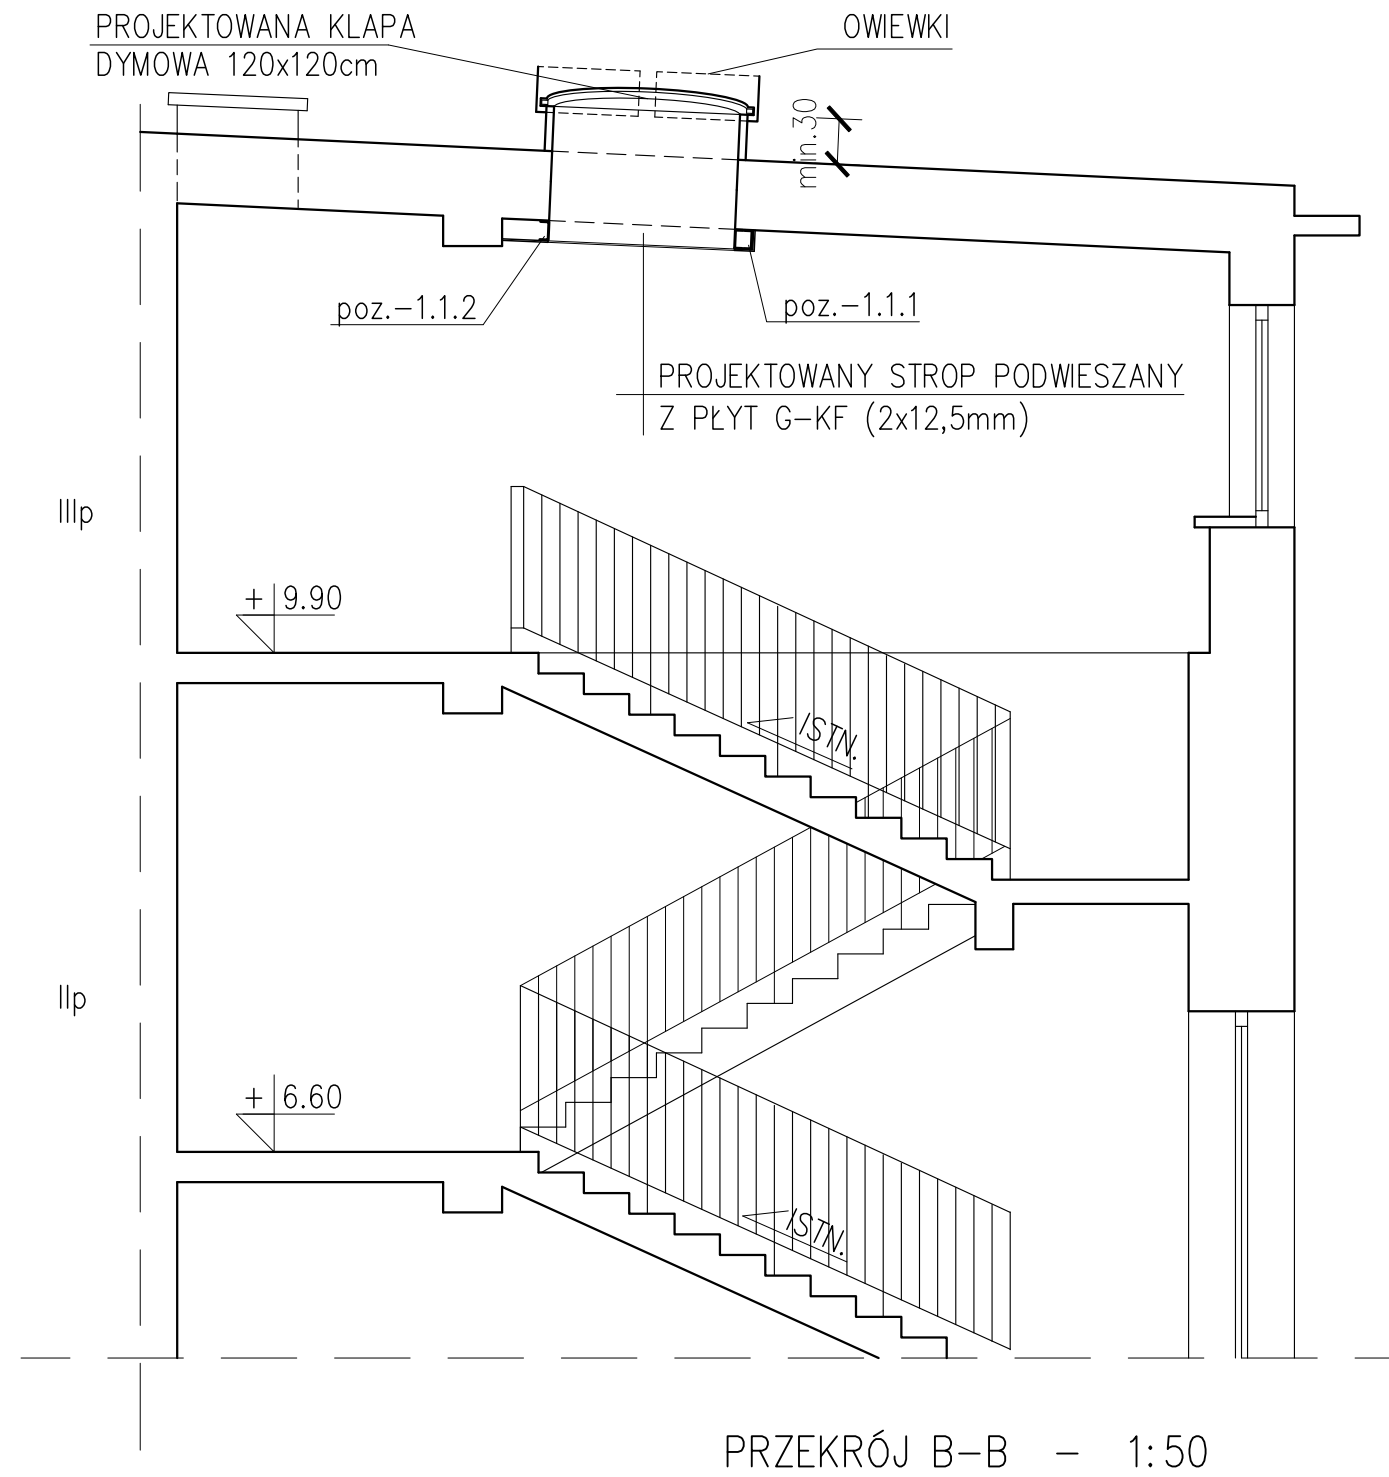 PROJEKTOWANA KLAPA
DYMOWA 120x120cm
OWIEWKI
min.30
poz.-1.1.2
poz.-1.1.1
PROJEKTOWANY STROP PODWIESZANY
Z PŁYT G-KF (2x12,5mm)
IIIp
+ 9.90
ISTN.
IIp
+ 6.60
ISTN.
PRZEKRÓJ B-B - 1:50